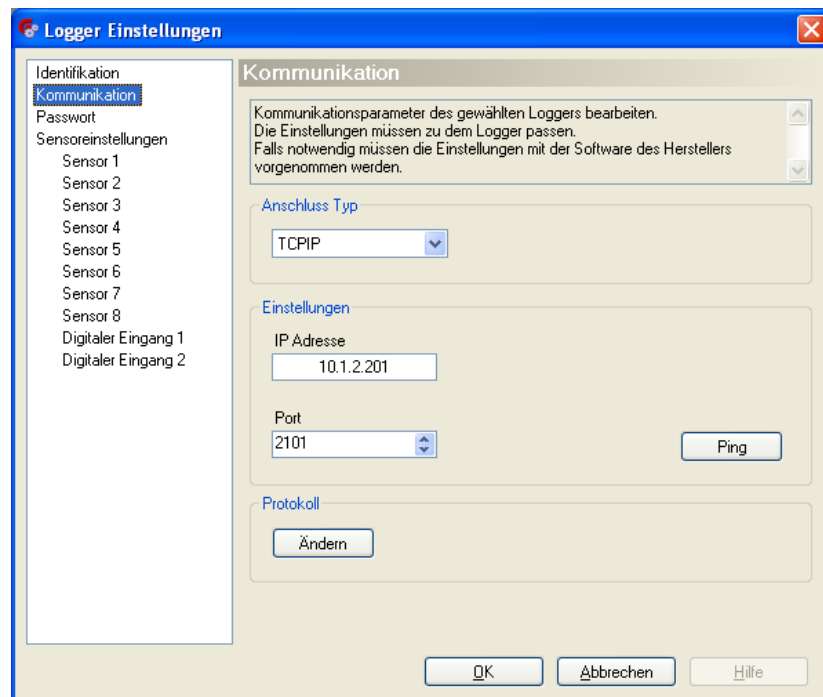 Logger Einstellungen
Identifikation
Kommunikation
Passwort
Sensoreinstellungen
Sensor 1
Sensor 2
Sensor 3
Sensor 4
Sensor 5
Sensor 6
Sensor 7
Sensor 8
Digitaler Eingang 1
Digitaler Eingang 2
Kommunikation
Kommunikationsparameter des gewählten Loggers bearbeiten.
Die Einstellungen müssen zu dem Logger passen.
Falls notwendig müssen die Einstellungen mit der Software des Herstellers
vorgenommen werden.
Anschluss Typ
TCPIP
Einstellungen
IP Adresse
10.1.2.201
Port
2101
Ping
Protokoll
Ändern
OK
Abbrechen
Hilfe